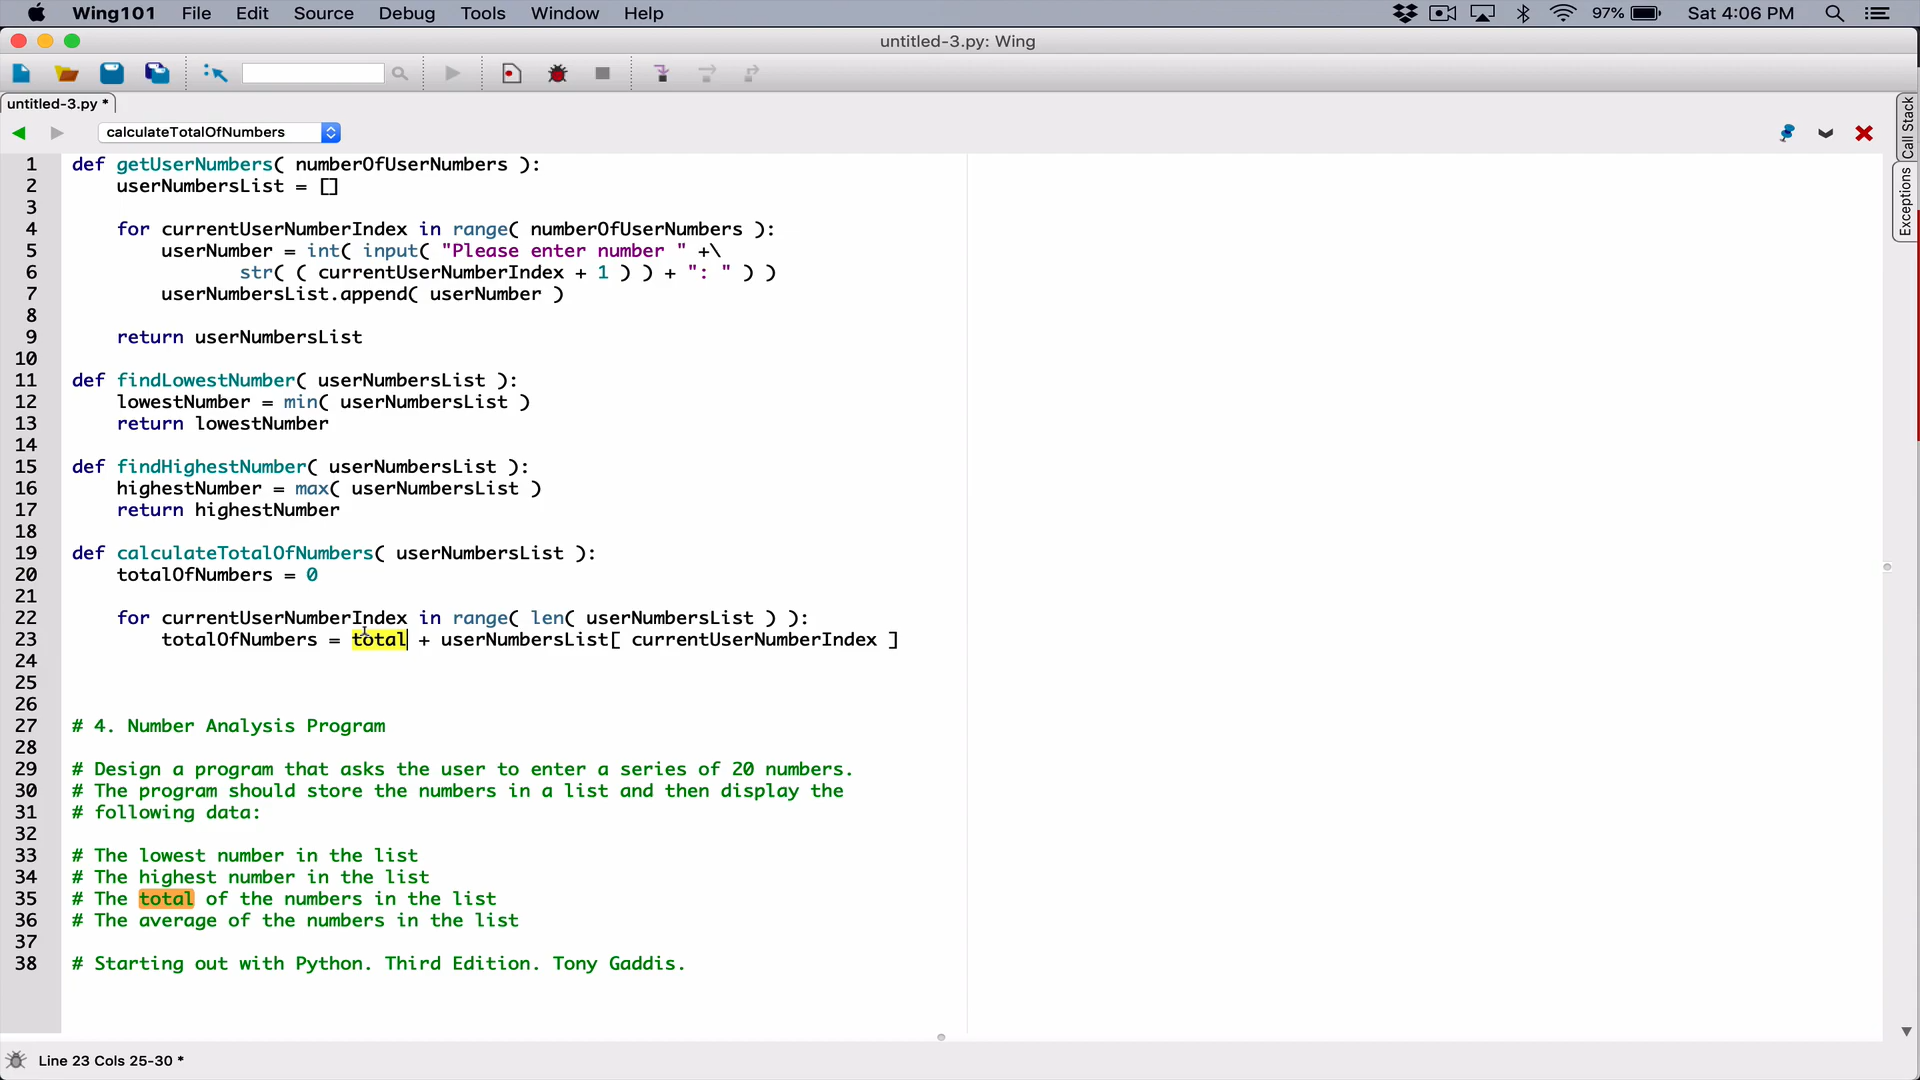 Wing101 File Edit Source Debug Tools Window Help 97% Sat 4:06 PM
untitled-3.py: Wing
untitled-3.py *
calculateTotalOfNumbers
Call Stack
Exceptions
1 def getUserNumbers( numberOfUserNumbers ):
2     userNumbersList = []
3
4     for currentUserNumberIndex in range( numberOfUserNumbers ):
5         userNumber = int( input( "Please enter number " +\
6                str( ( currentUserNumberIndex + 1 ) ) + ": " ) )
7         userNumbersList.append( userNumber )
8
9     return userNumbersList
10
11 def findLowestNumber( userNumbersList ):
12     lowestNumber = min( userNumbersList )
13     return lowestNumber
14
15 def findHighestNumber( userNumbersList ):
16     highestNumber = max( userNumbersList )
17     return highestNumber
18
19 def calculateTotalOfNumbers( userNumbersList ):
20     totalOfNumbers = 0
21
22     for currentUserNumberIndex in range( len( userNumbersList ) ):
23         totalOfNumbers = total + userNumbersList[ currentUserNumberIndex ]
24
25
26
27 # 4. Number Analysis Program
28
29 # Design a program that asks the user to enter a series of 20 numbers.
30 # The program should store the numbers in a list and then display the
31 # following data:
32
33 # The lowest number in the list
34 # The highest number in the list
35 # The total of the numbers in the list
36 # The average of the numbers in the list
37
38 # Starting out with Python. Third Edition. Tony Gaddis.
Line 23 Cols 25-30 *